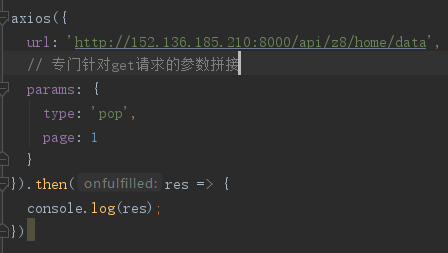 axios({
url: 'http://152.136.185.210:8000/api/z8/home/data',
// 专门针对get请求的参数拼接
params: {
type: 'pop',
page: 1
}
}).then( onfulfilled: res => {
console.log(res);
})